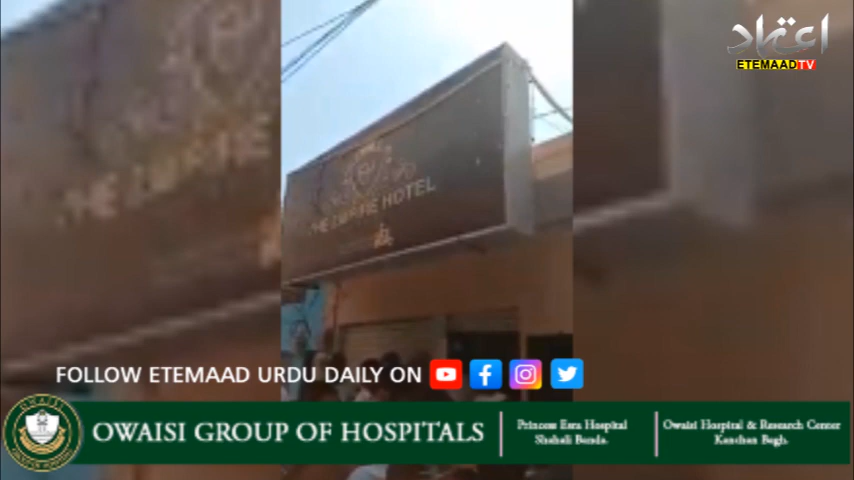 اعتماد
ETEMAAD TV
THE EMPIRE HOTEL
FOLLOW ETEMAAD URDU DAILY ON
OWAISI GROUP OF HOSPITALS
Princess Esra Hospital
Shahali Banda.
Owaisi Hospital & Research Center
Kanchan Bagh.